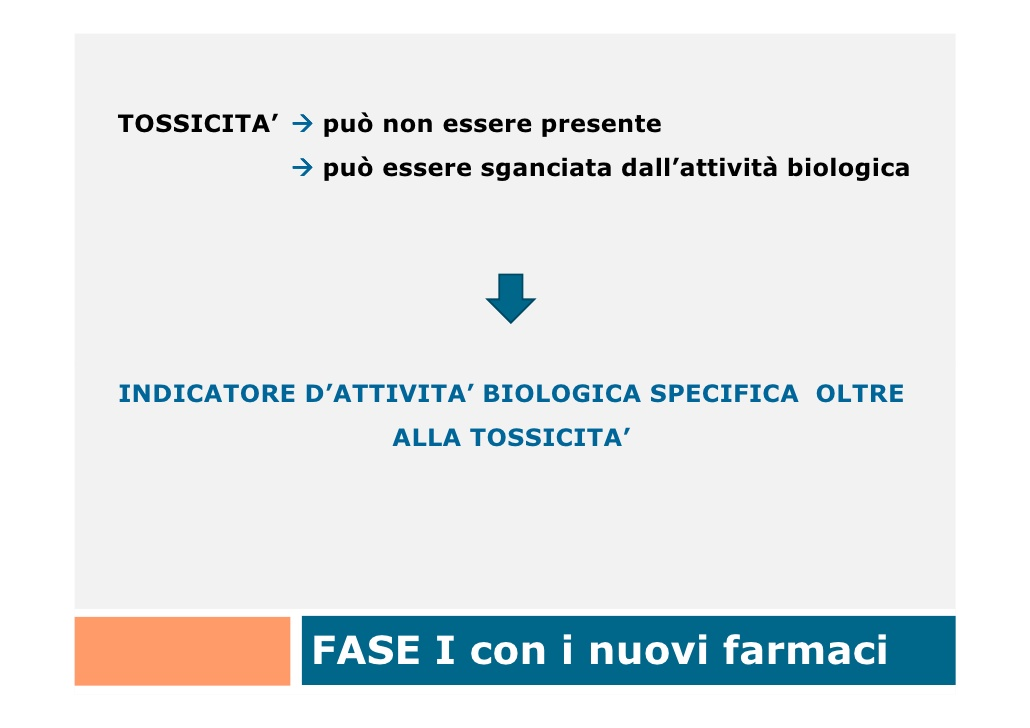 TOSSICITA’ → può non essere presente
→ può essere sganciata dall’attività biologica
INDICATORE D’ATTIVITA’ BIOLOGICA SPECIFICA OLTRE
ALLA TOSSICITA’
FASE I con i nuovi farmaci